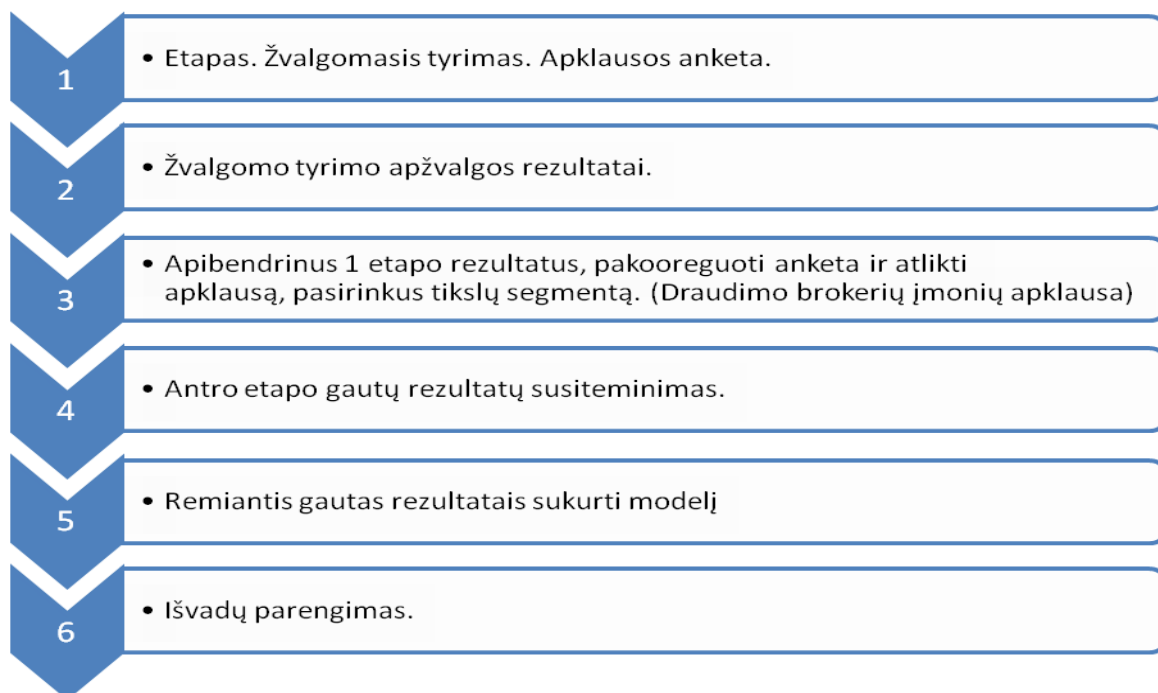 1
• Etapas. Žvalgomasis tyrimas. Apklausos anketa.
2
• Žvalgomo tyrimo apžvalgos rezultatai.
3
• Apibendrinus 1 etapo rezultatus, pakooreguoti anketa ir atlikti
apklausą, pasirinkus tikslų segmentą. (Draudimo brokerių įmonių apklausa)
4
• Antro etapo gautų rezultatų susiteminimas.
5
• Remiantis gautas rezultatais sukurti modelį
6
• Išvadų parengimas.